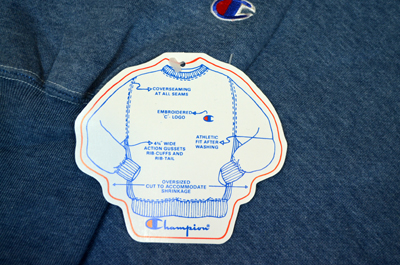 COVERSEAMING
AT ALL SEAMS
EMBROIDERED
'C' LOGO
ATHLETIC
FIT AFTER
WASHING
4½" WIDE
ACTION GUSSETS
RIB CUFFS AND
RIB-TAIL
OVERSIZED
CUT TO ACCOMMODATE
SHRINKAGE
Champion